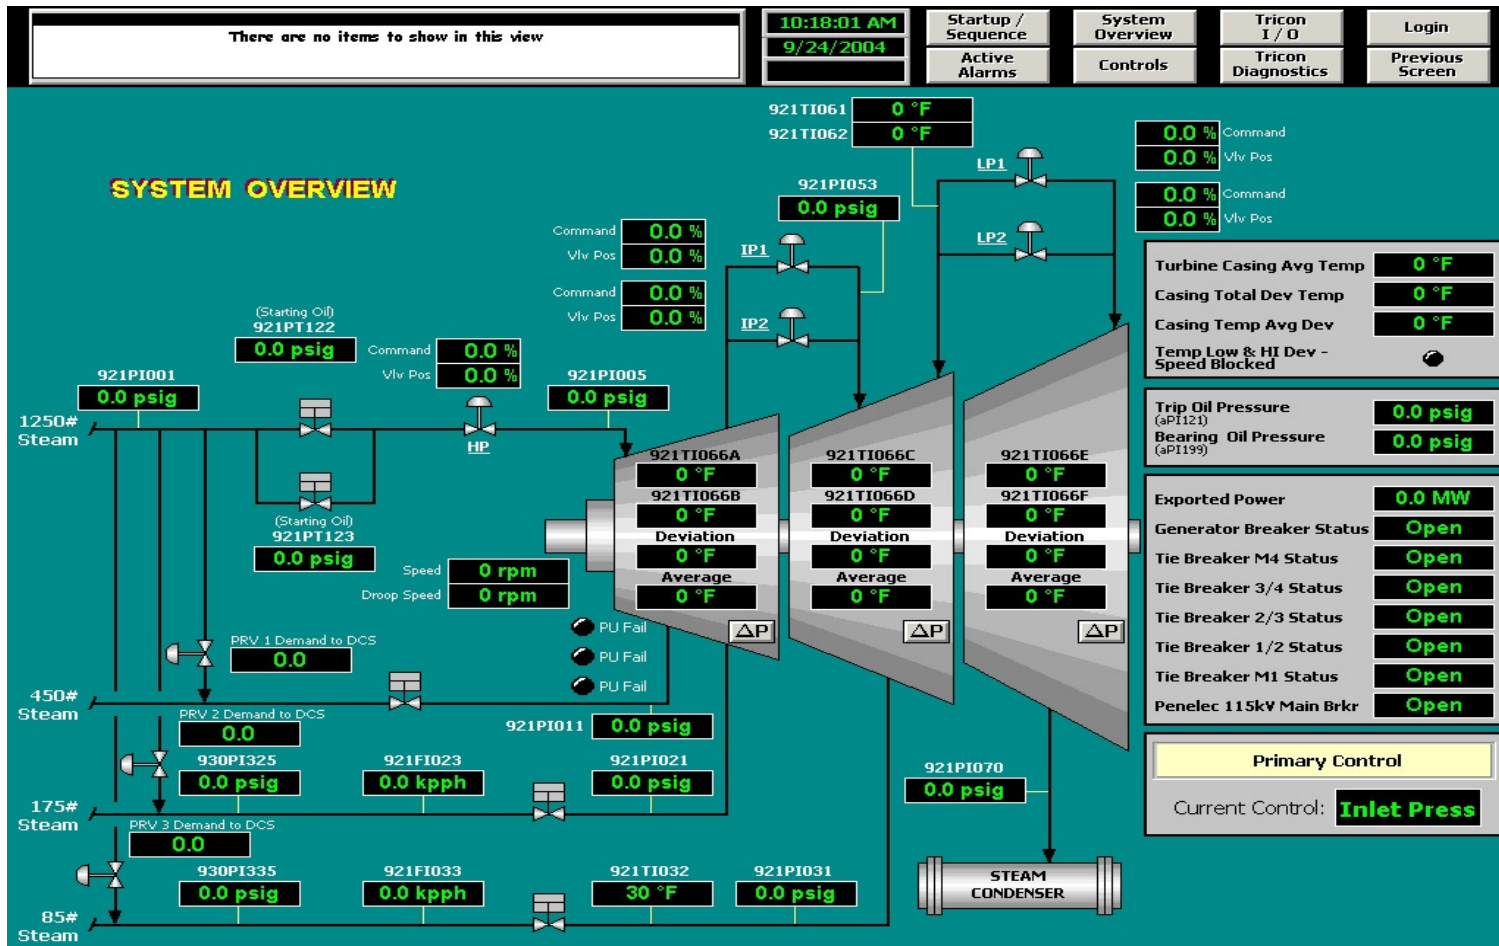 There are no items to show in this view
10:18:01 AM
9/24/2004
Startup / Sequence
System Overview
Tricon I / O
Login
Active Alarms
Controls
Tricon Diagnostics
Previous Screen
SYSTEM OVERVIEW
921TI061 0 °F
921TI062 0 °F
921PI053
0.0 psig
LP1
0.0 % Command
0.0 % Vlv Pos
LP2
0.0 % Command
0.0 % Vlv Pos
Command 0.0 %
Vlv Pos 0.0 %
IP1
Command 0.0 %
Vlv Pos 0.0 %
IP2
(Starting Oil)
921PT122
0.0 psig
Command 0.0 %
Vlv Pos 0.0 %
921PI001
0.0 psig
921PI005
0.0 psig
1250#
Steam
HP
(Starting Oil)
921PT123
0.0 psig
Speed 0 rpm
Droop Speed 0 rpm
PU Fail
PU Fail
PU Fail
921TI066A
0 °F
921TI066B
0 °F
Deviation
0 °F
Average
0 °F
ΔP
921TI066C
0 °F
921TI066D
0 °F
Deviation
0 °F
Average
0 °F
ΔP
921TI066E
0 °F
921TI066F
0 °F
Deviation
0 °F
Average
0 °F
ΔP
PRV 1 Demand to DCS
0.0
450#
Steam
PRV 2 Demand to DCS
0.0
921PI011 0.0 psig
930PI325
0.0 psig
921FI023
0.0 kpph
921PI021
0.0 psig
175#
Steam
PRV 3 Demand to DCS
0.0
930PI335
0.0 psig
921FI033
0.0 kpph
921TI032
30 °F
921PI031
0.0 psig
85#
Steam
921PI070
0.0 psig
STEAM
CONDENSER
Turbine Casing Avg Temp 0 °F
Casing Total Dev Temp 0 °F
Casing Temp Avg Dev 0 °F
Temp Low & HI Dev -
Speed Blocked
Trip Oil Pressure 0.0 psig
(aPI121)
Bearing Oil Pressure 0.0 psig
(aPI199)
Exported Power 0.0 MW
Generator Breaker Status Open
Tie Breaker M4 Status Open
Tie Breaker 3/4 Status Open
Tie Breaker 2/3 Status Open
Tie Breaker 1/2 Status Open
Tie Breaker M1 Status Open
Penelec 115kV Main Brkr Open
Primary Control
Current Control: Inlet Press